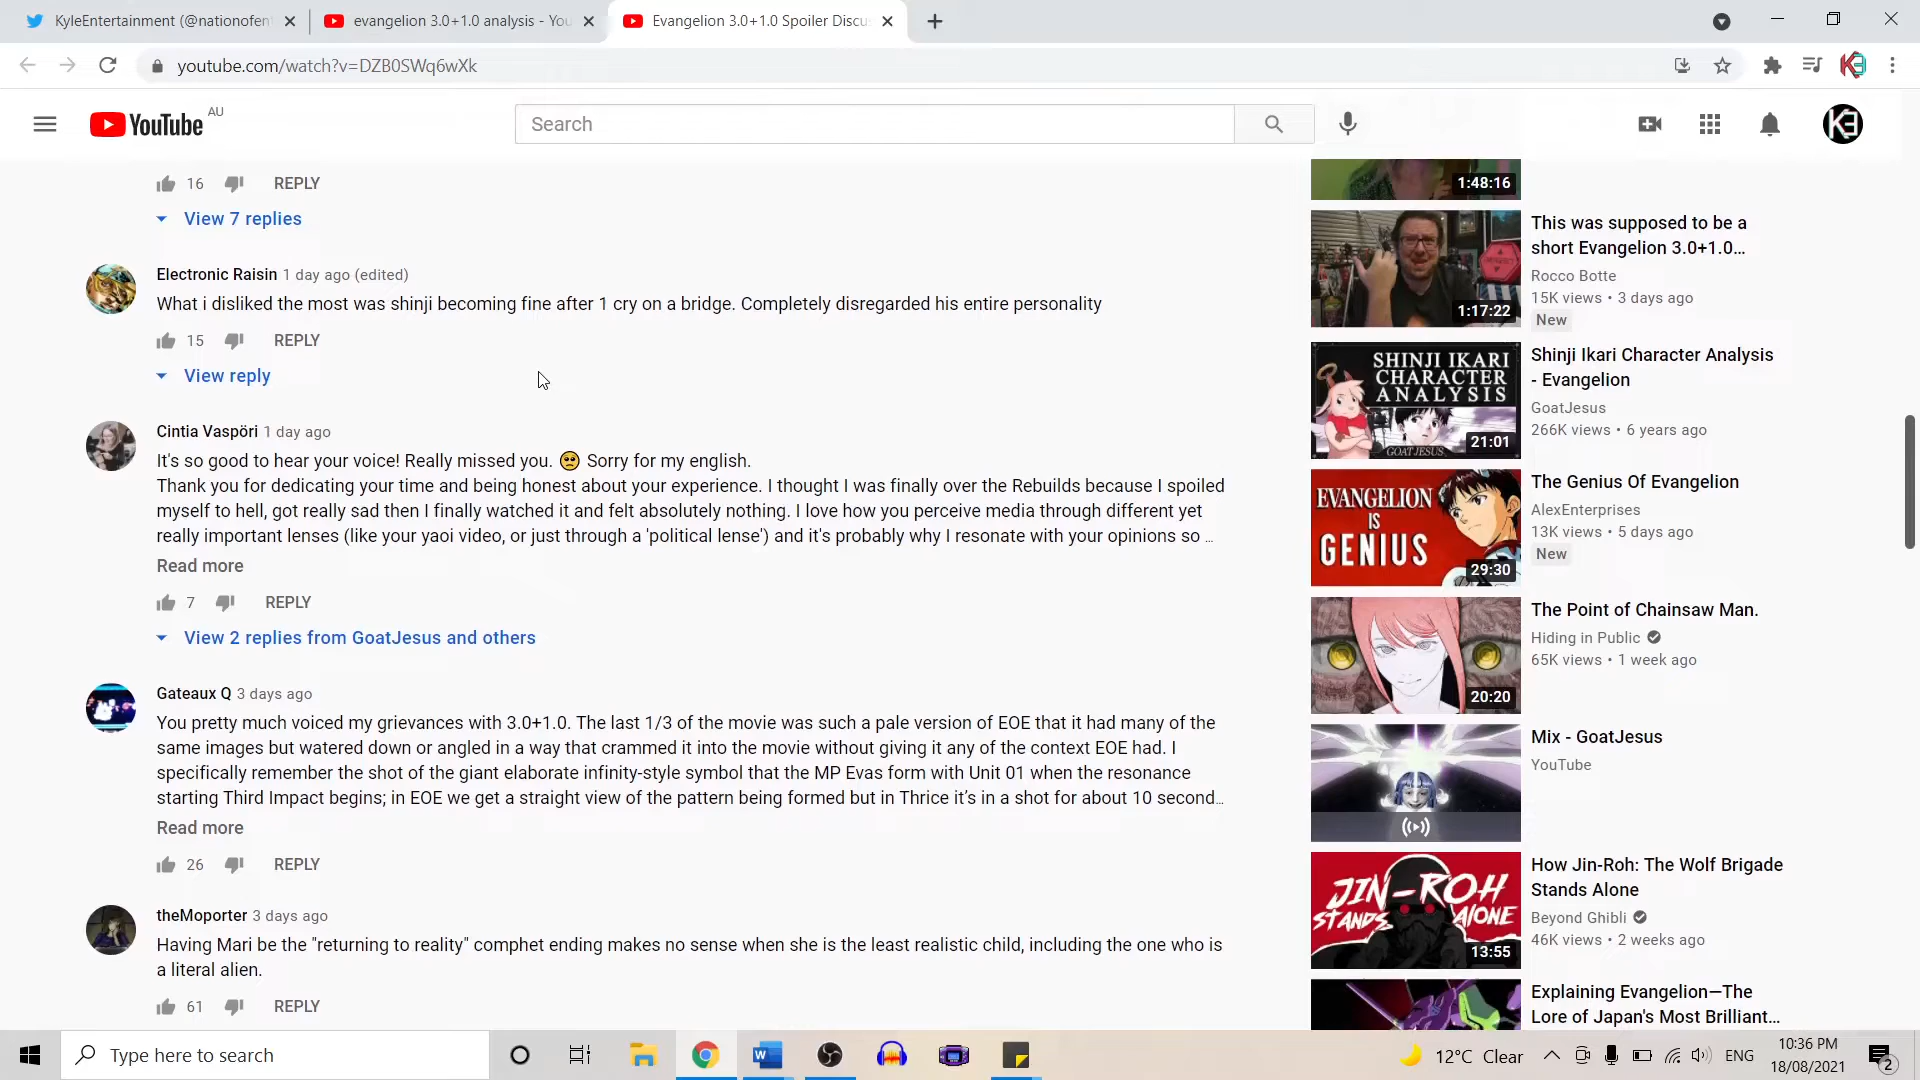 KyleEntertainment (@nationofen
evangelion 3.0+1.0 analysis - You
Evangelion 3.0+1.0 Spoiler Discu
youtube.com/watch?v=DZB0SWq6wXk
YouTube
AU
Search
16
REPLY
View 7 replies
Electronic Raisin 1 day ago (edited)
What i disliked the most was shinji becoming fine after 1 cry on a bridge. Completely disregarded his entire personality
15
REPLY
View reply
Cintia Vaspöri 1 day ago
It's so good to hear your voice! Really missed you. 🥺 Sorry for my english.
Thank you for dedicating your time and being honest about your experience. I thought I was finally over the Rebuilds because I spoiled
myself to hell, got really sad then I finally watched it and felt absolutely nothing. I love how you perceive media through different yet
really important lenses (like your yaoi video, or just through a 'political lense') and it's probably why I resonate with your opinions so ...
Read more
7
REPLY
View 2 replies from GoatJesus and others
Gateaux Q 3 days ago
You pretty much voiced my grievances with 3.0+1.0. The last 1/3 of the movie was such a pale version of EOE that it had many of the
same images but watered down or angled in a way that crammed it into the movie without giving it any of the context EOE had. I
specifically remember the shot of the giant elaborate infinity-style symbol that the MP Evas form with Unit 01 when the resonance
starting Third Impact begins; in EOE we get a straight view of the pattern being formed but in Thrice it's in a shot for about 10 second...
Read more
26
REPLY
theMoporter 3 days ago
Having Mari be the "returning to reality" comphet ending makes no sense when she is the least realistic child, including the one who is
a literal alien.
61
REPLY
1:48:16
1:17:22
This was supposed to be a
short Evangelion 3.0+1.0...
Rocco Botte
15K views • 3 days ago
New
SHINJI IKARI
CHARACTER
ANALYSIS
GOAT JESUS
21:01
Shinji Ikari Character Analysis
- Evangelion
GoatJesus
266K views • 6 years ago
EVANGELION
IS
GENIUS
29:30
The Genius Of Evangelion
AlexEnterprises
13K views • 5 days ago
New
20:20
The Point of Chainsaw Man.
Hiding in Public
65K views • 1 week ago
Mix - GoatJesus
YouTube
JIN-ROH
STANDS ALONE
13:55
How Jin-Roh: The Wolf Brigade
Stands Alone
Beyond Ghibli
46K views • 2 weeks ago
Explaining Evangelion—The
Lore of Japan's Most Brilliant...
Type here to search
12°C Clear
ENG
10:36 PM
18/08/2021
2